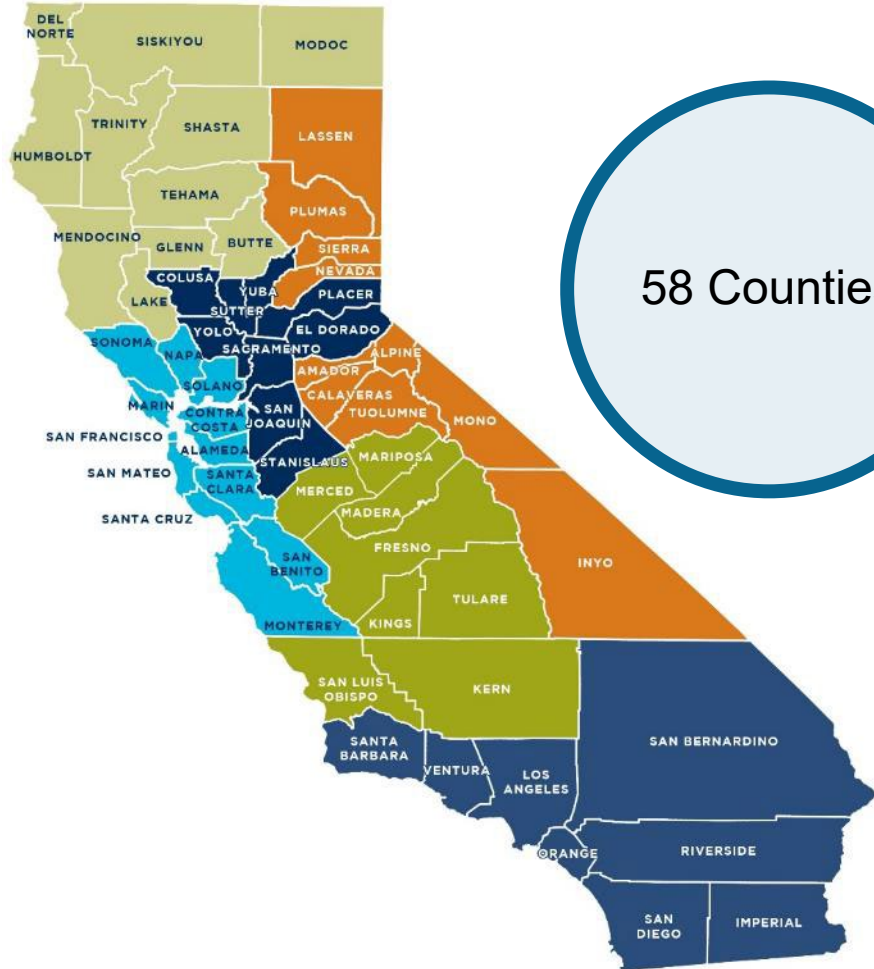 DEL
NORTE
SISKIYOU
MODOC
TRINITY
SHASTA
LASSEN
HUMBOLDT
TEHAMA
PLUMAS
MENDOCINO
GLENN
BUTTE
SIERRA
NEVADA
COLUSA
YUBA
PLACER
LAKE
SUTTER
YOLO
EL DORADO
SONOMA
NAPA
SACRAMENTO
ALPINE
SOLANO
AMADOR
MARIN
CONTRA
COSTA
SAN
JOAQUIN
CALAVERAS
TUOLUMNE
MONO
SAN FRANCISCO
ALAMEDA
STANISLAUS
MARIPOSA
SAN MATEO
SANTA
CLARA
MERCED
MADERA
SANTA CRUZ
FRESNO
SAN
BENITO
INYO
TULARE
MONTEREY
KINGS
SAN LUIS
OBISPO
KERN
SANTA
BARBARA
VENTURA
LOS
ANGELES
SAN BERNARDINO
ORANGE
RIVERSIDE
SAN
DIEGO
IMPERIAL
58 Countie